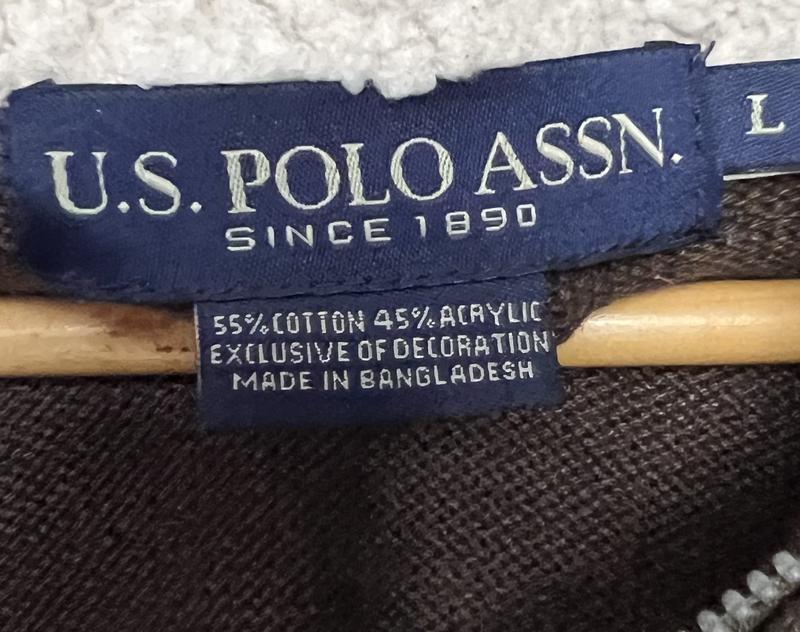 U.S. POLO ASSN.
SINCE 1890
L
55% COTTON 45% ACRYLIC
EXCLUSIVE OF DECORATION
MADE IN BANGLADESH